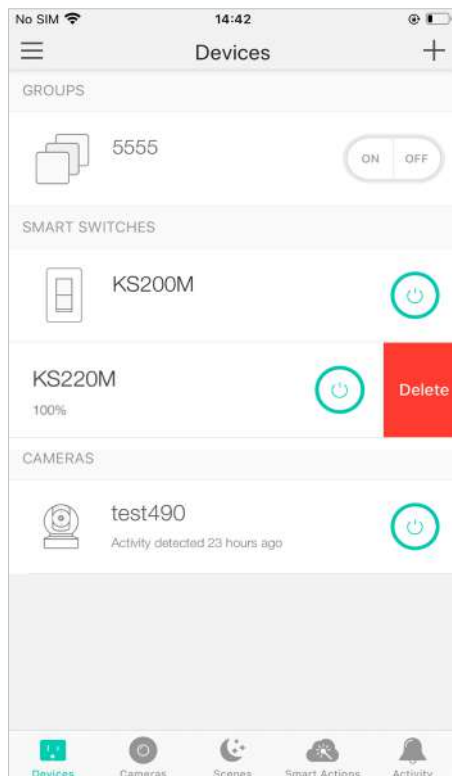 No SIM 14:42
Devices
GROUPS
5555
ON OFF
SMART SWITCHES
KS200M
KS220M
100%
Delete
CAMERAS
test490
Activity detected 23 hours ago
Devices Cameras Scenes Smart Actions Activity